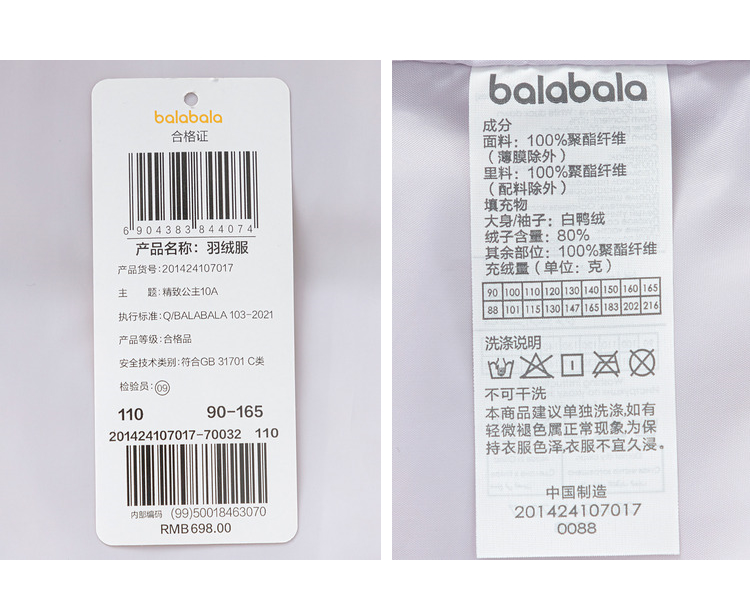 balabala
合格证
6 904383 844074
产品名称：羽绒服
产品货号:201424107017
主 题:精致公主10A
执行标准:Q/BALABALA 103-2021
产品等级:合格品
安全技术类别:符合GB 31701 C类
检验员:09
110 90-165
201424107017-70032 110
内部编码 (99)50018463070
RMB698.00
balabala
成分
面料：100%聚酯纤维
（薄膜除外）
里料：100%聚酯纤维
（配料除外）
填充物
大身/袖子：白鸭绒
绒子含量：80%
其余部位：100%聚酯纤维
充绒量（单位：克）
90 100 110 120 130 140 150 160 165
88 101 115 130 147 165 183 202 216
洗涤说明
不可干洗
本商品建议单独洗涤,如有
轻微褪色属正常现象,为保
持衣服色泽,衣服不宜久浸。
中国制造
201424107017
0088